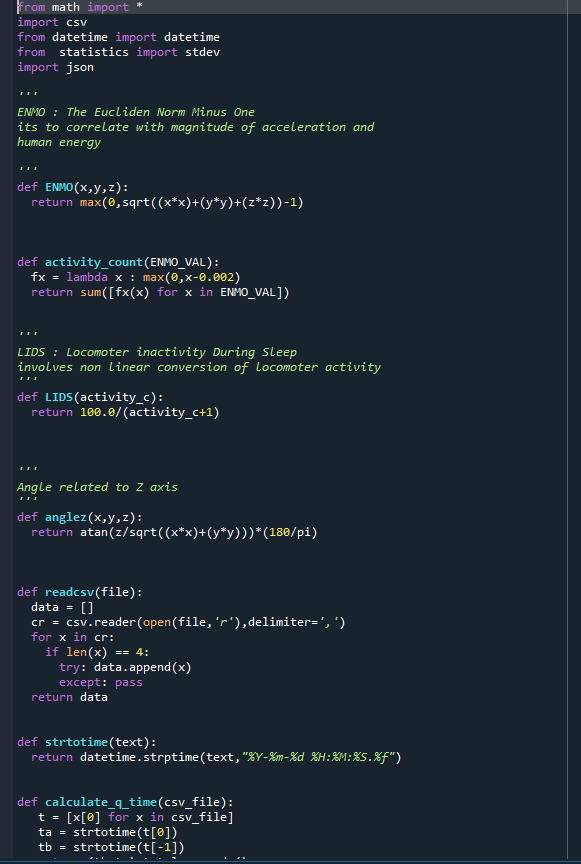 from math import *
import csv
from datetime import datetime
from  statistics import stdev
import json
'''
ENMO : The Eucliden Norm Minus One
its to correlate with magnitude of acceleration and
human energy
'''
def ENMO(x,y,z):
  return max(0,sqrt((x*x)+(y*y)+(z*z))-1)
def activity_count(ENMO_VAL):
  fx = lambda x : max(0,x-0.002)
  return sum([fx(x) for x in ENMO_VAL])
'''
LIDS : Locomoter inactivity During Sleep
involves non linear conversion of locomoter activity
'''
def LIDS(activity_c):
  return 100.0/(activity_c+1)
'''
Angle related to Z axis
'''
def anglez(x,y,z):
  return atan(z/sqrt((x*x)+(y*y)))*(180/pi)
def readcsv(file):
  data = []
  cr = csv.reader(open(file,'r'),delimiter=',')
  for x in cr:
    if len(x) == 4:
      try: data.append(x)
      except: pass
  return data
def strtotime(text):
  return datetime.strptime(text,"%Y-%m-%d %H:%M:%S.%f")
def calculate_q_time(csv_file):
   t = [x[0] for x in csv_file]
   ta = strtotime(t[0])
   tb = strtotime(t[-1])